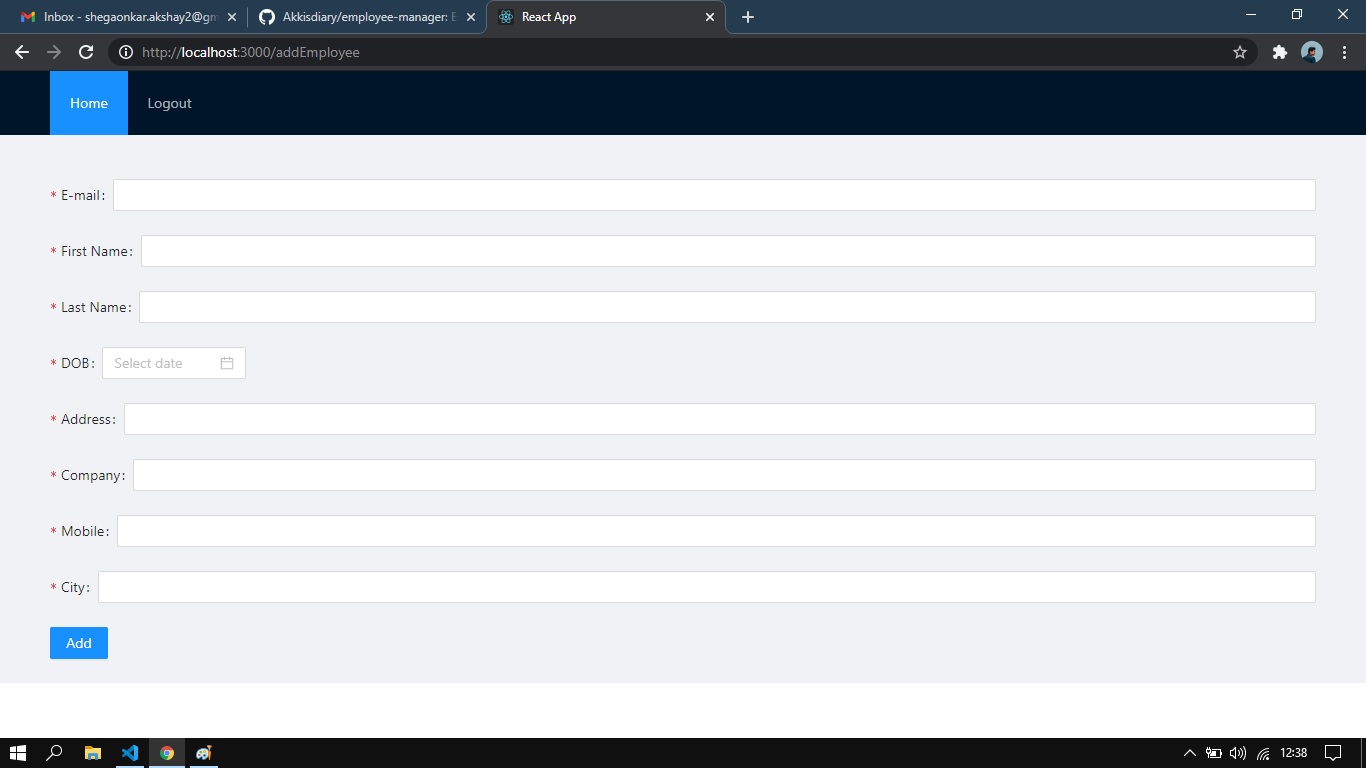 Inbox - shegaonkar.akshay2@gm
Akkisdiary/employee-manager: E
React App
http://localhost:3000/addEmployee
Home
Logout
* E-mail:
* First Name:
* Last Name:
* DOB: Select date
* Address:
* Company:
* Mobile:
* City:
Add
12:38